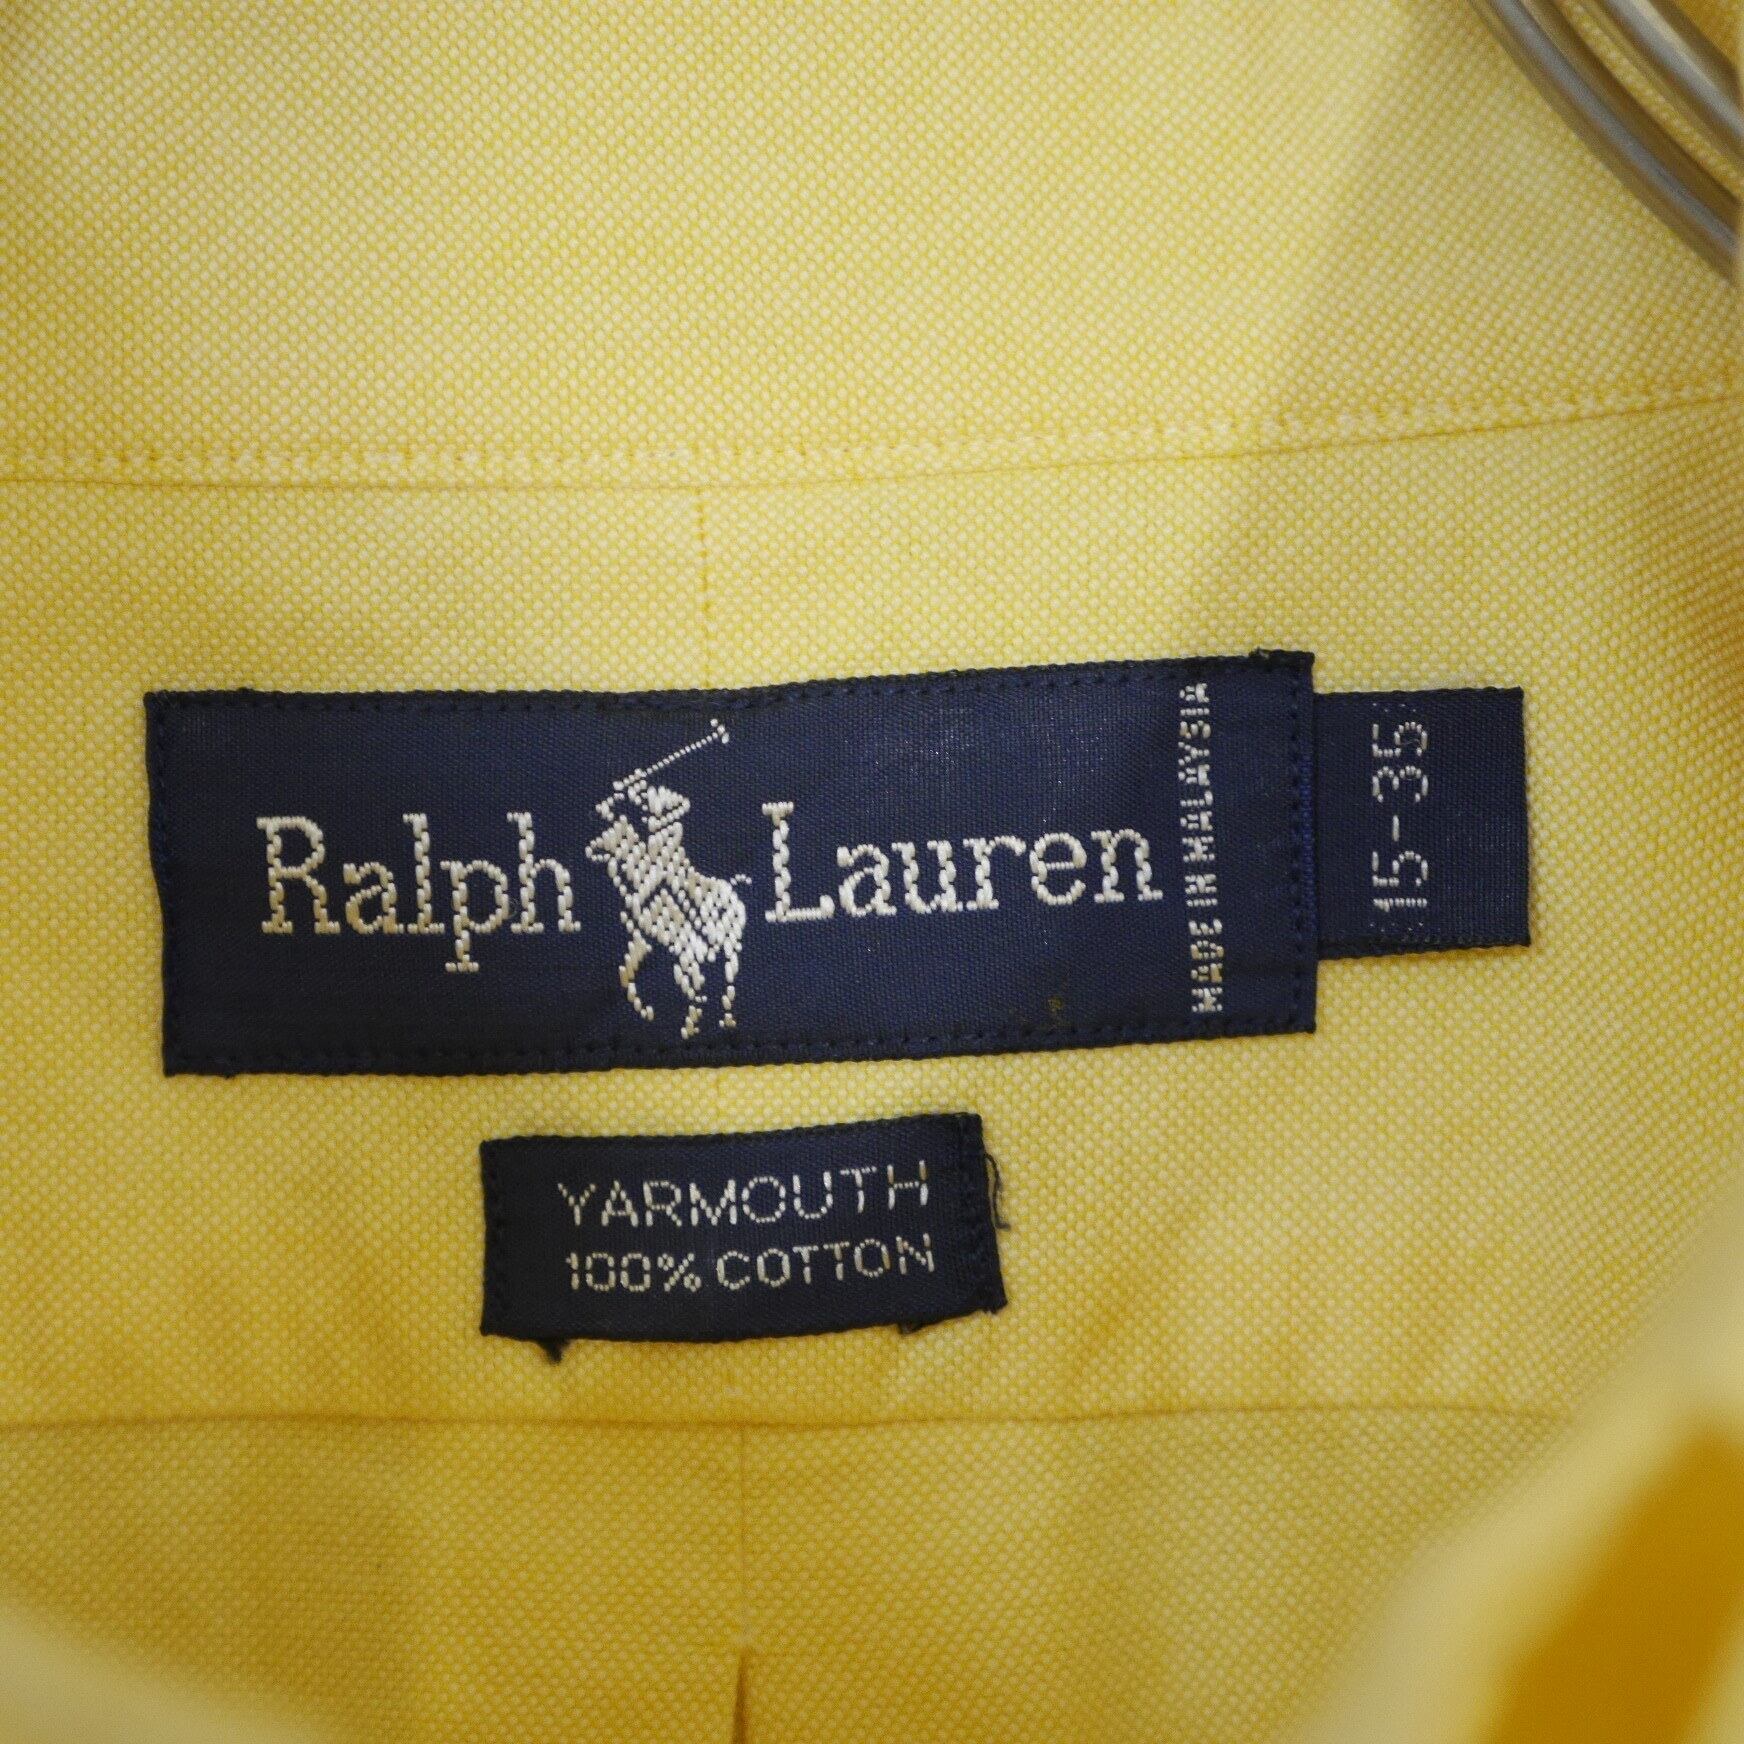 Ralph Lauren
MADE IN MALAYSIA
15-35
YARMOUTH
100% COTTON